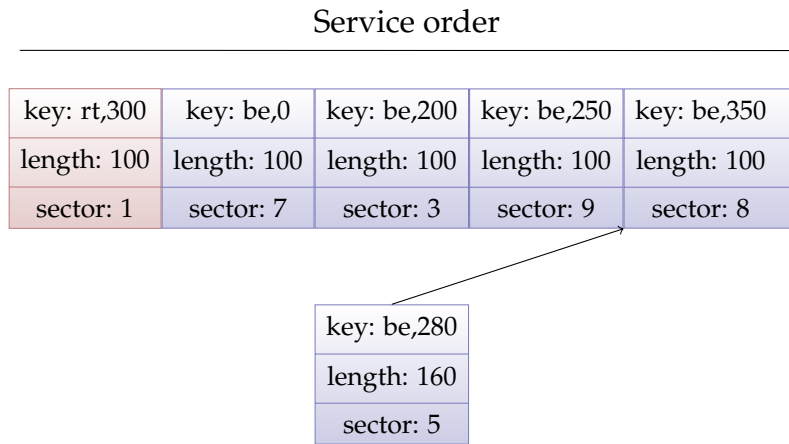 Service order
key: rt,300 key: be,0 key: be,200 key: be,250 key: be,350
length: 100 length: 100 length: 100 length: 100 length: 100
sector: 1 sector: 7 sector: 3 sector: 9 sector: 8
key: be,280
length: 160
sector: 5